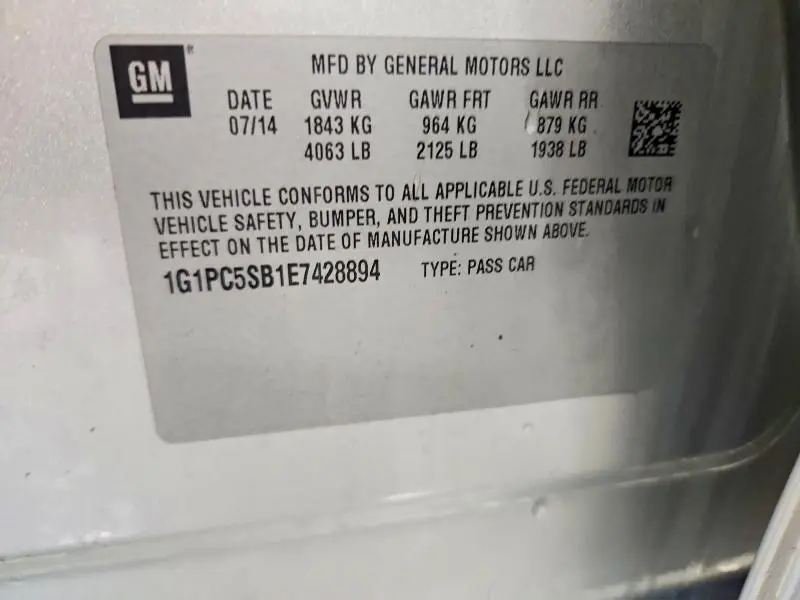 GM®
MFD BY GENERAL MOTORS LLC
DATE GVWR GAWR FRT GAWR RR
07/14 1843 KG 964 KG 879 KG
4063 LB 2125 LB 1938 LB
THIS VEHICLE CONFORMS TO ALL APPLICABLE U.S. FEDERAL MOTOR
VEHICLE SAFETY, BUMPER, AND THEFT PREVENTION STANDARDS IN
EFFECT ON THE DATE OF MANUFACTURE SHOWN ABOVE.
1G1PC5SB1E7428894 TYPE: PASS CAR